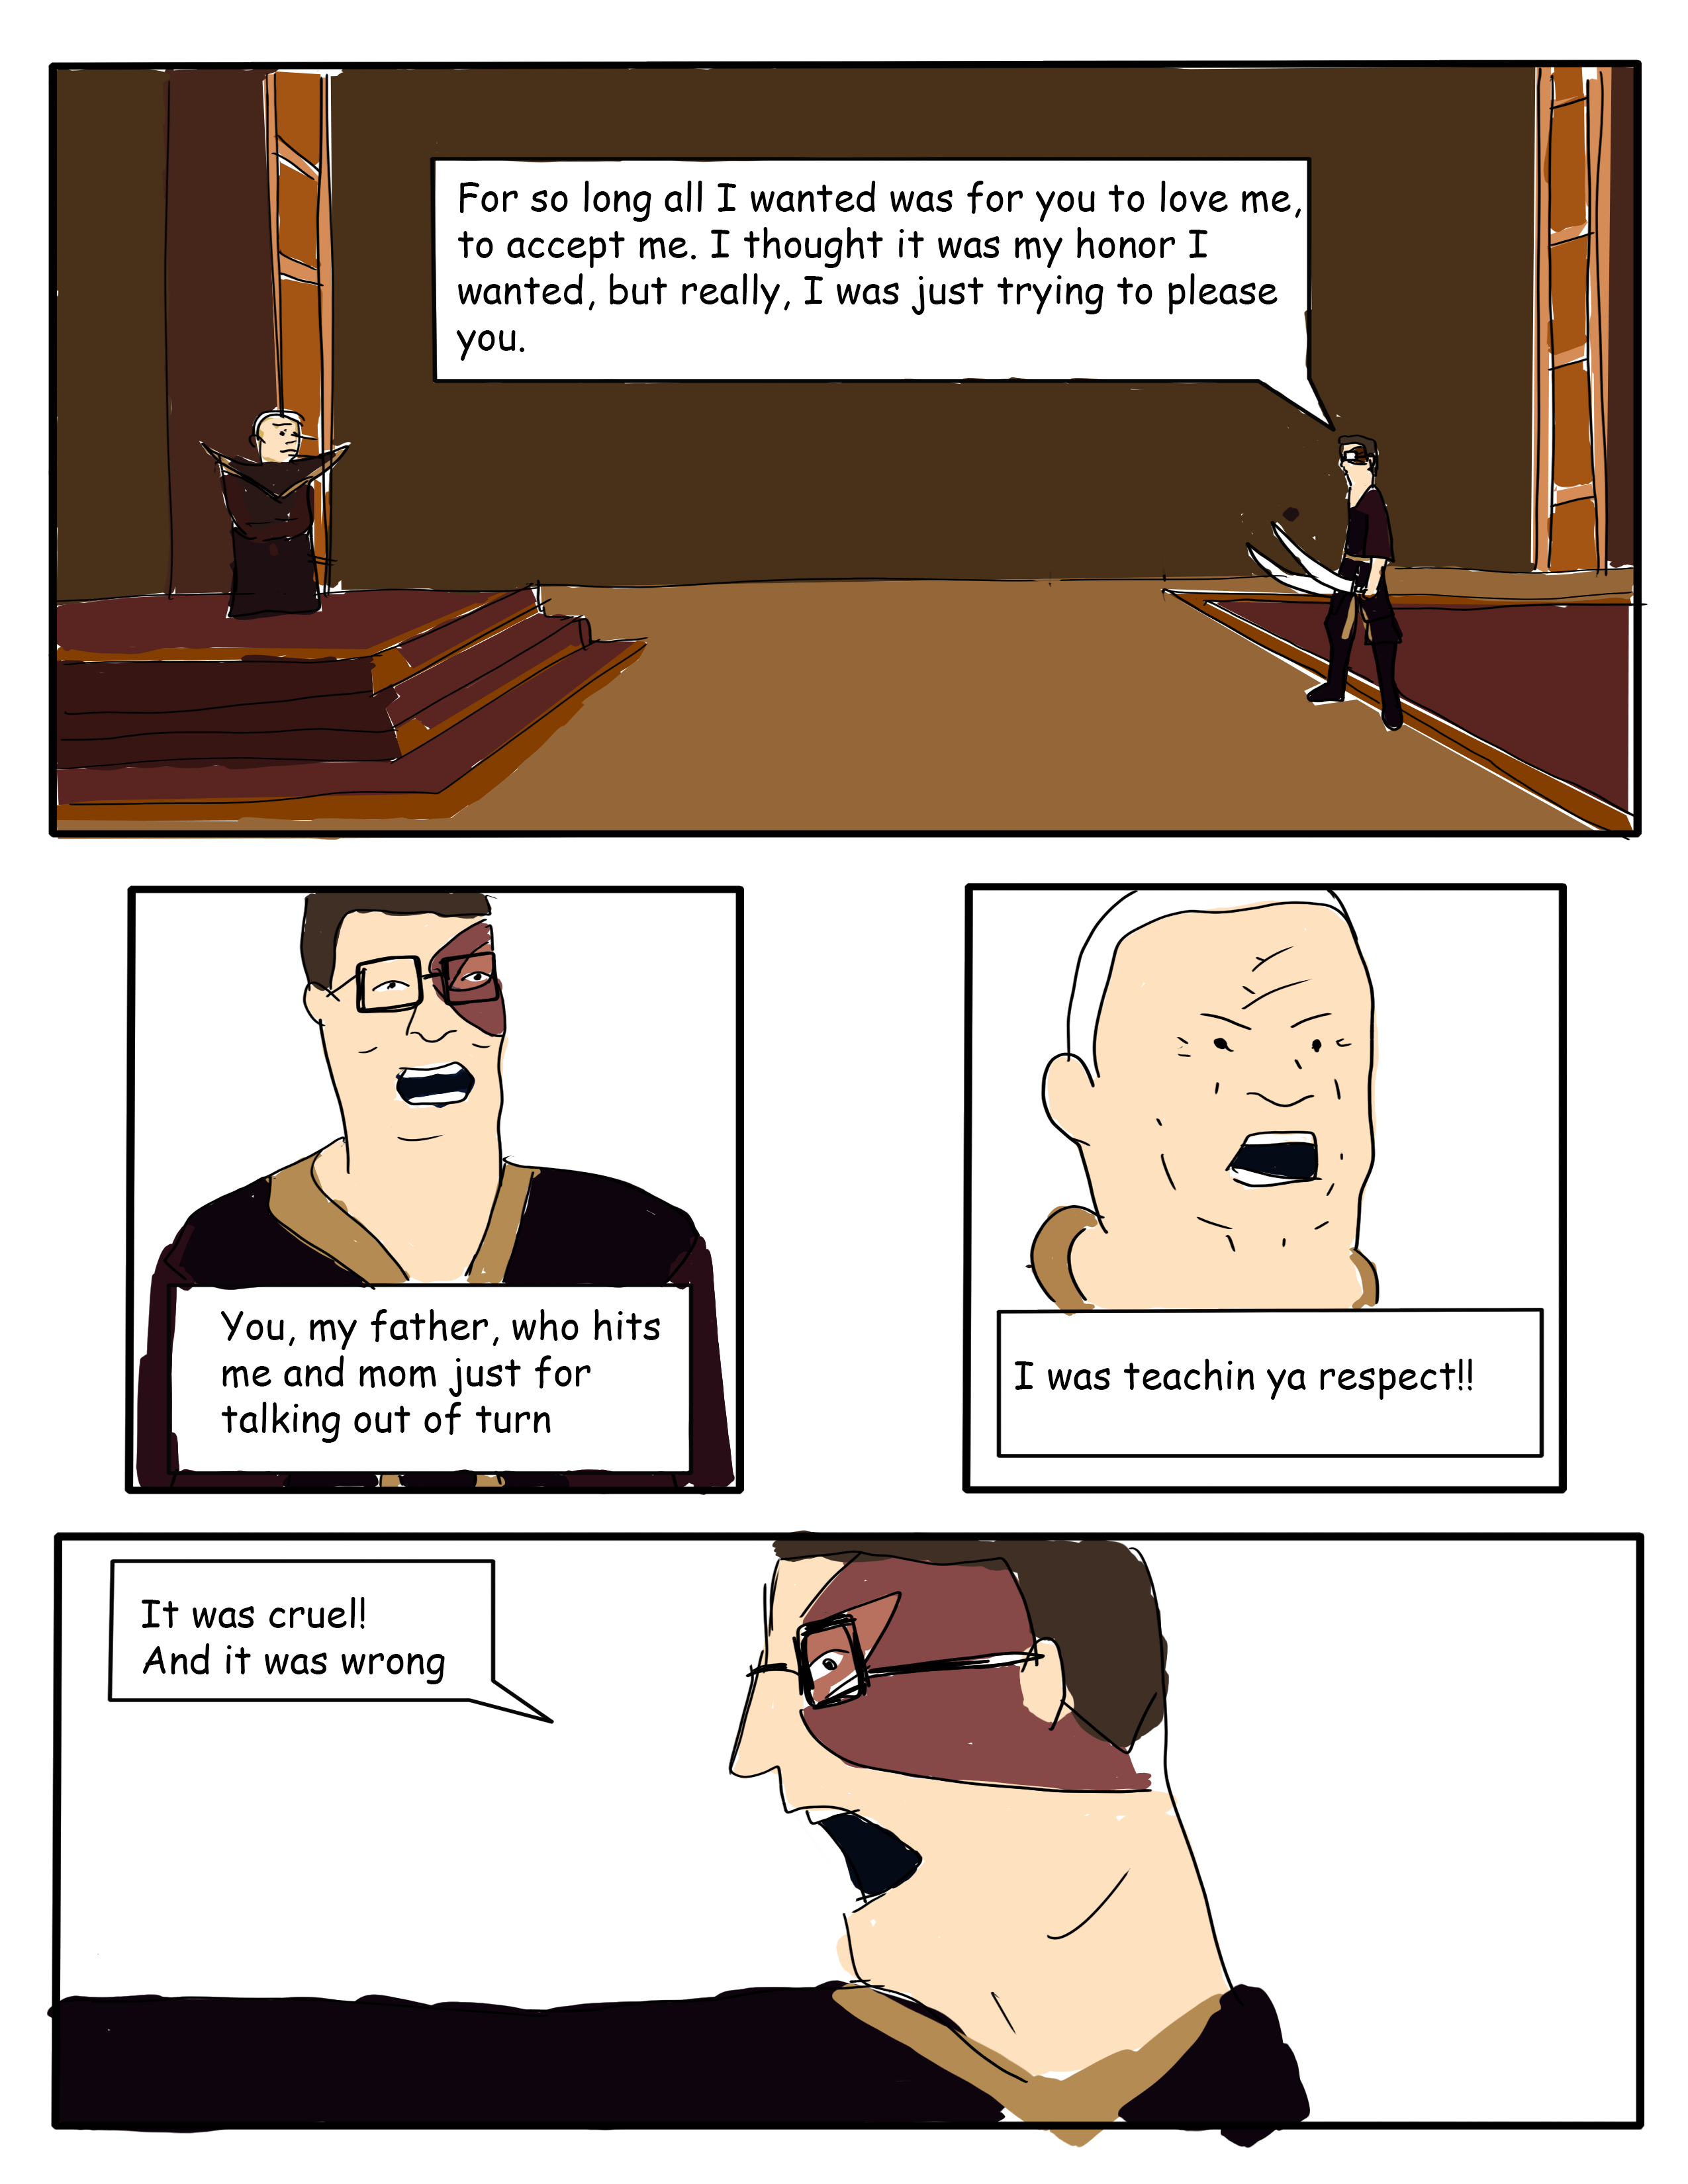 For so long all I wanted was for you to love me,
to accept me. I thought it was my honor I
wanted, but really, I was just trying to please
you.
You, my father, who hits
me and mom just for
talking out of turn
I was teachin ya respect!!
It was cruel!
And it was wrong